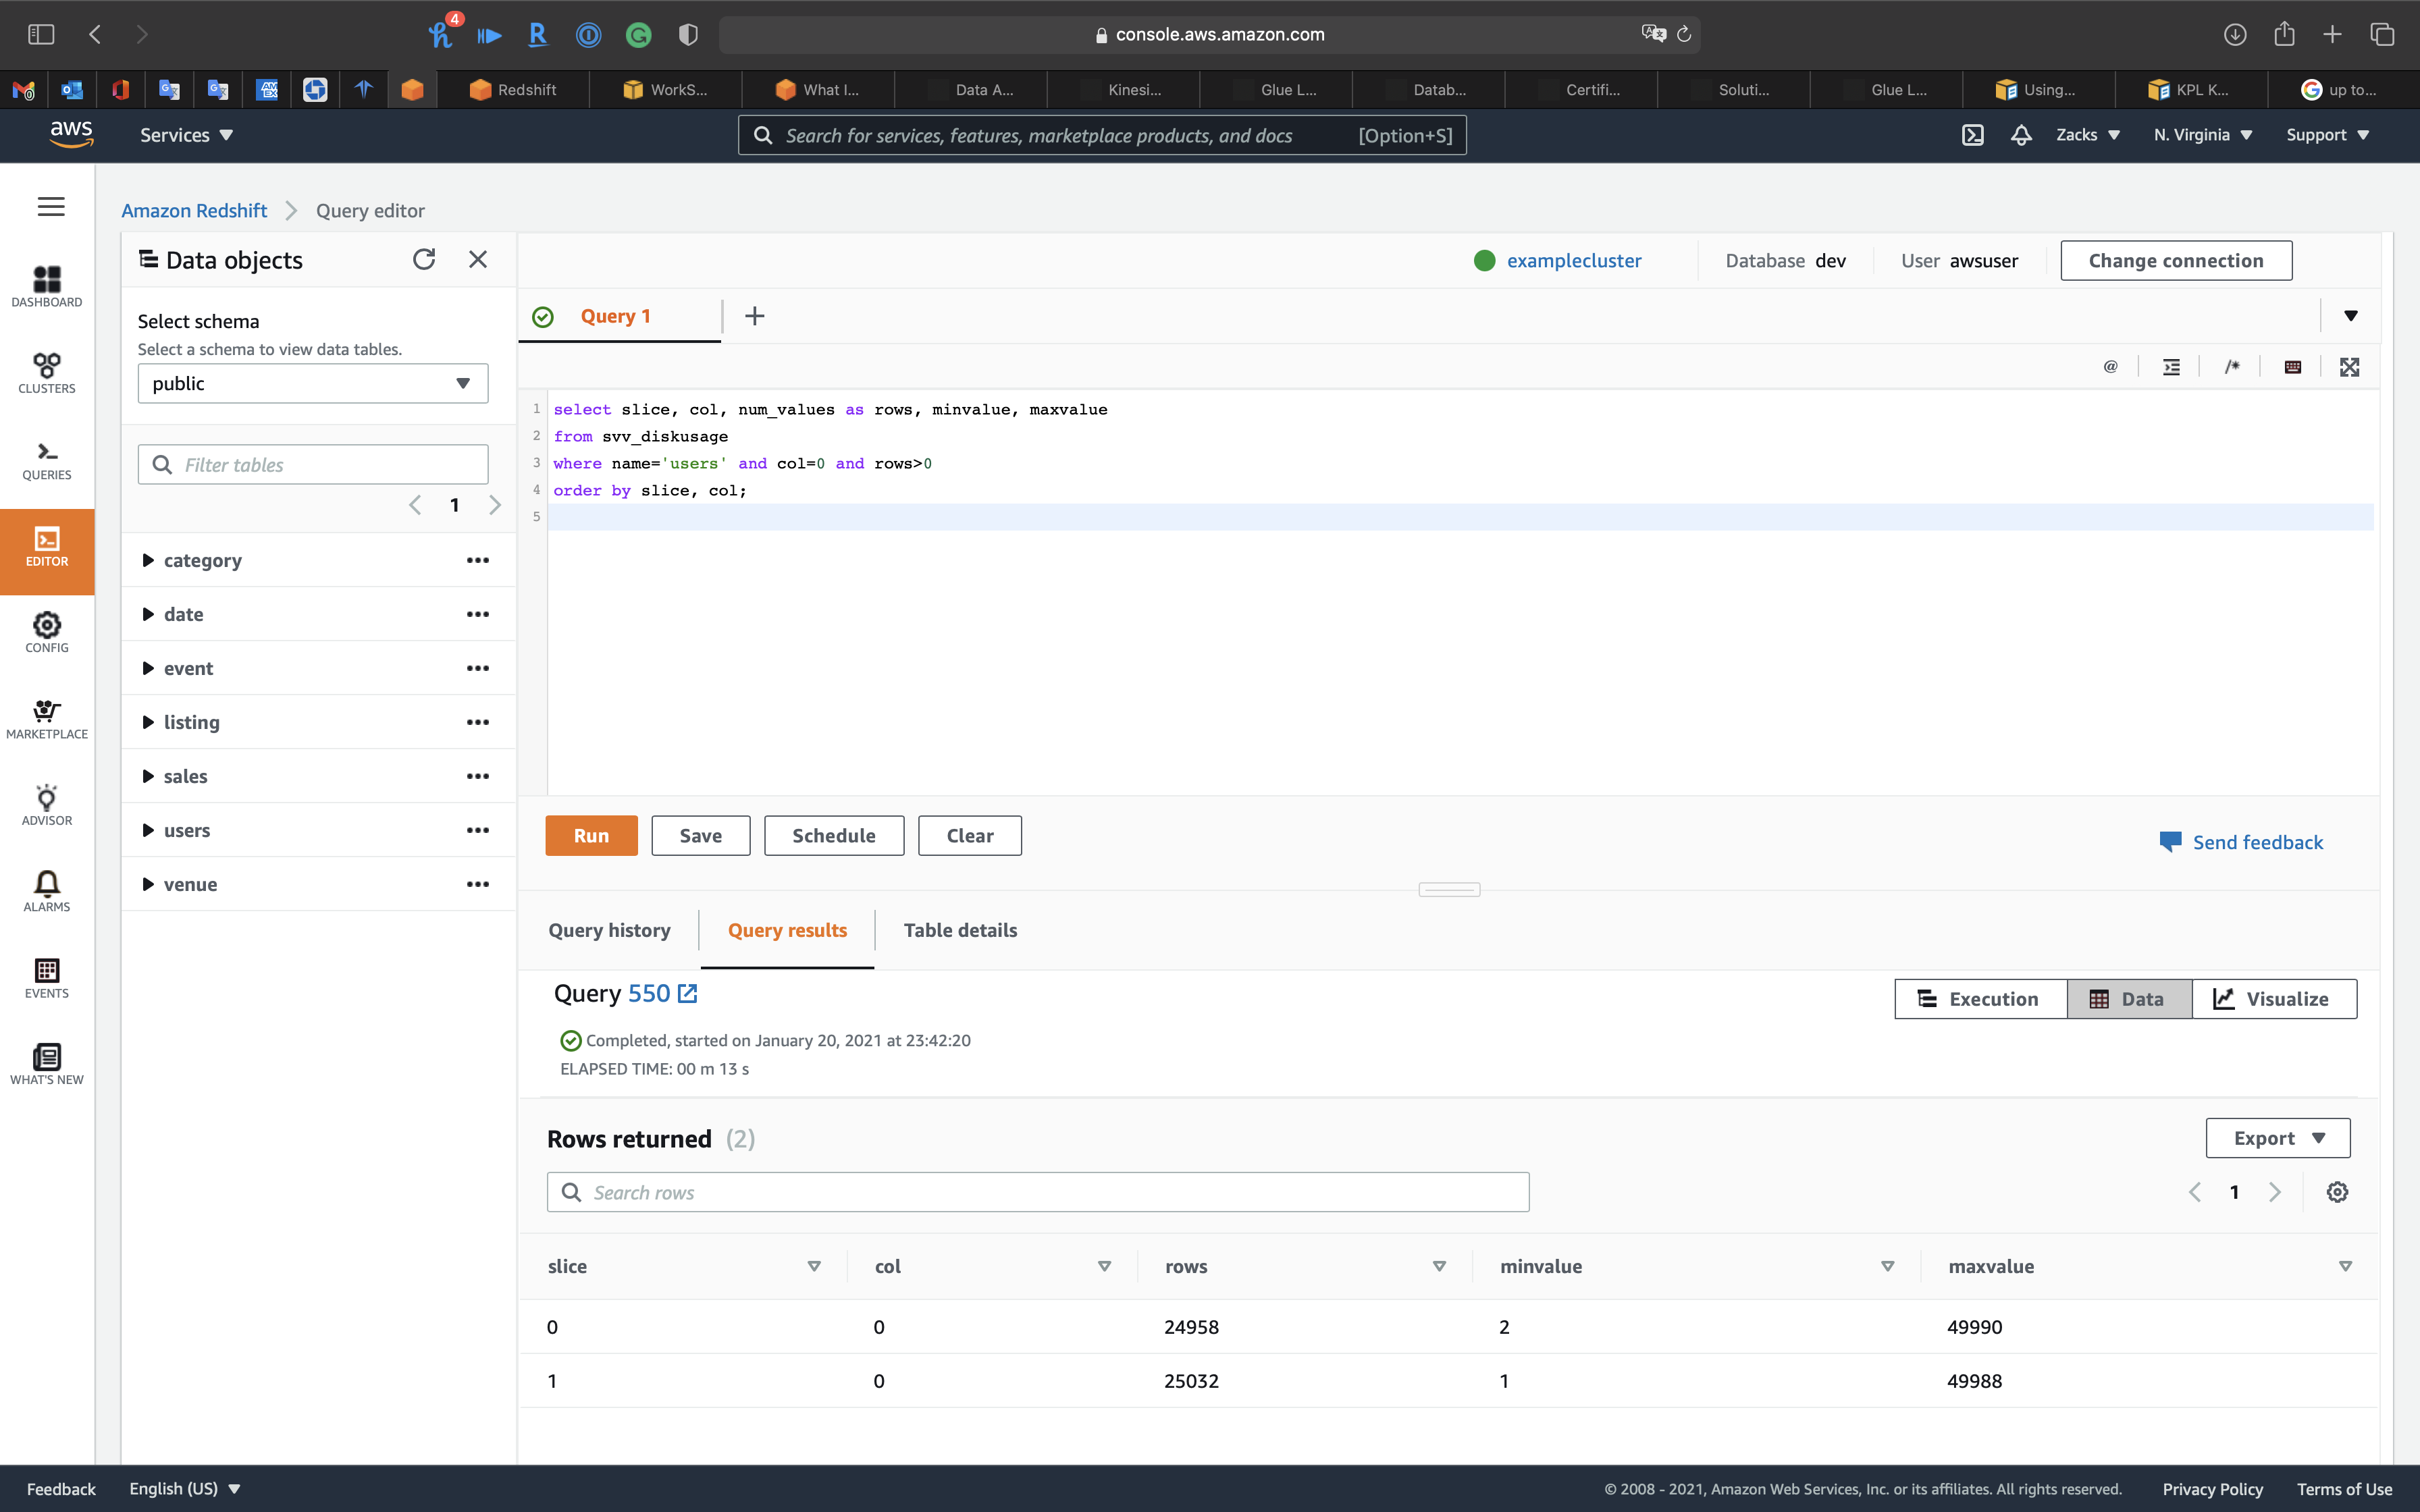 4
console.aws.amazon.com
Redshift
WorkS...
What I...
Data A...
Kinesi...
Glue L...
Datab...
Certifi...
Soluti...
Glue L...
Using...
KPL K...
up to...
aws
Services
Search for services, features, marketplace products, and docs [Option+S]
Zacks
N. Virginia
Support
Amazon Redshift
Query editor
DASHBOARD
CLUSTERS
QUERIES
EDITOR
CONFIG
MARKETPLACE
ADVISOR
ALARMS
EVENTS
WHAT'S NEW
Data objects
Select schema
Select a schema to view data tables.
public
Filter tables
1
category
date
event
listing
sales
users
venue
examplecluster
Database dev
User awsuser
Change connection
Query 1
@
/*
1 select slice, col, num_values as rows, minvalue, maxvalue
2 from svv_diskusage
3 where name='users' and col=0 and rows>0
4 order by slice, col;
5
Run
Save
Schedule
Clear
Send feedback
Query history
Query results
Table details
Query 550
Execution
Data
Visualize
Completed, started on January 20, 2021 at 23:42:20
ELAPSED TIME: 00 m 13 s
Rows returned (2)
Export
Search rows
1
slice col rows minvalue maxvalue
0 0 24958 2 49990
1 0 25032 1 49988
Feedback
English (US)
© 2008 - 2021, Amazon Web Services, Inc. or its affiliates. All rights reserved.
Privacy Policy
Terms of Use